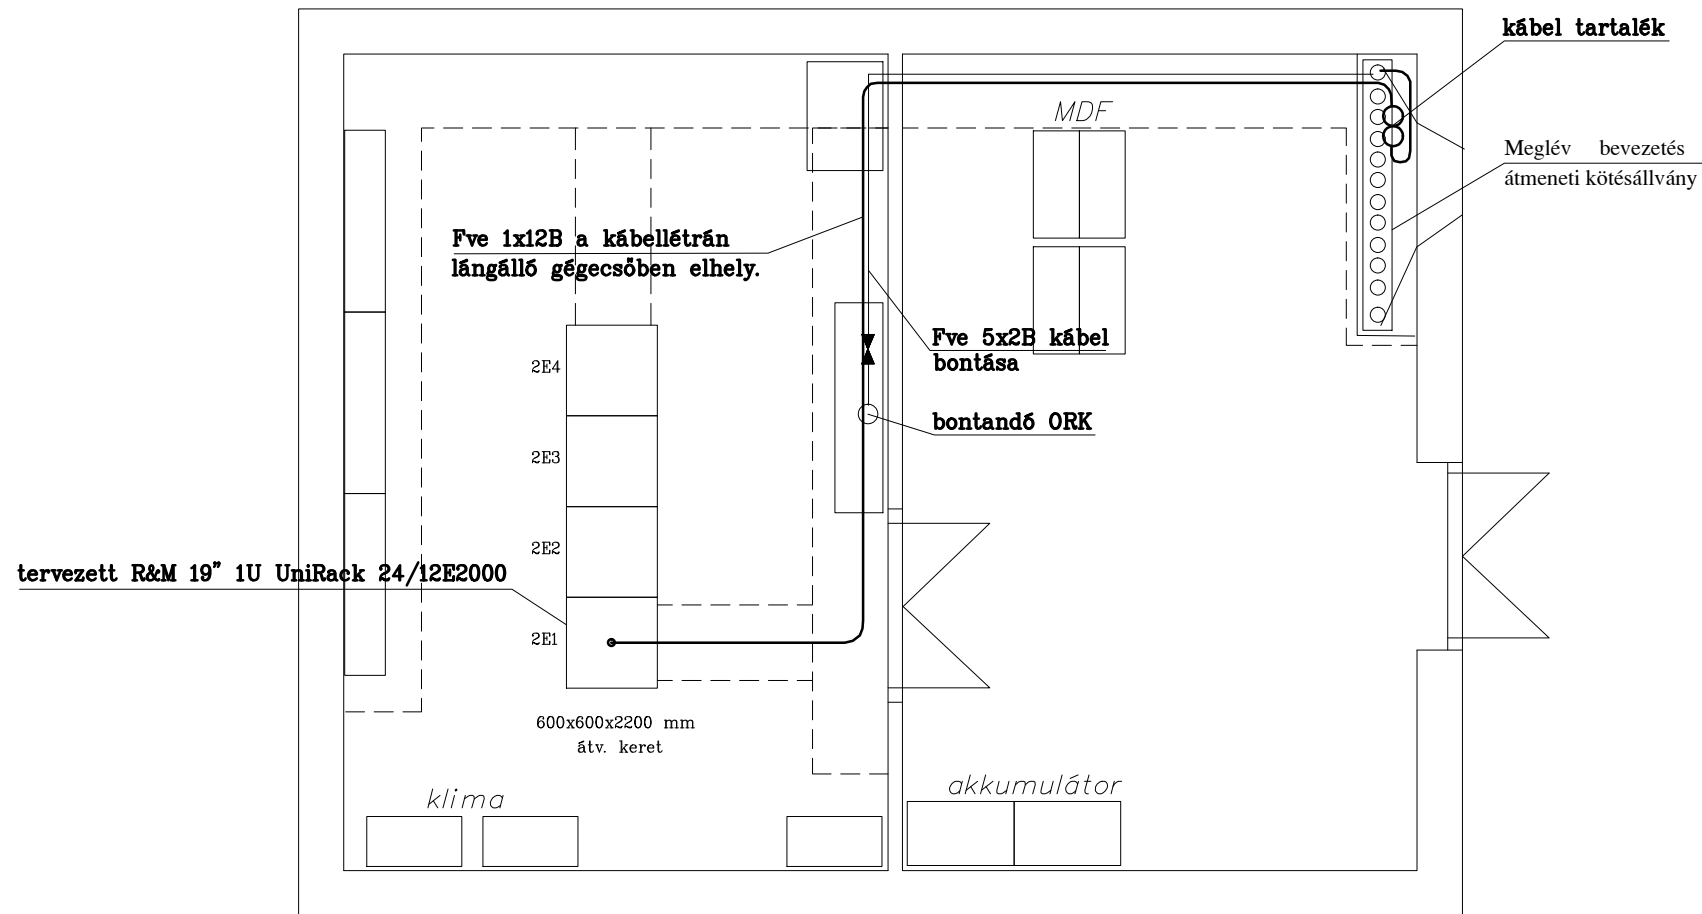 kábel tartalék
MDF
Meglév bevezetés
átmeneti kötésállvány
Fve 1x12B a kábellétrán
lángálló gégecsőben elhely.
Fve 5x2B kábel
bontása
2E4
bontandó ORK
2E3
2E2
tervezett R&M 19" 1U UniRack 24/12E2000
2E1
600x600x2200 mm
átv. keret
klima
akkumulátor